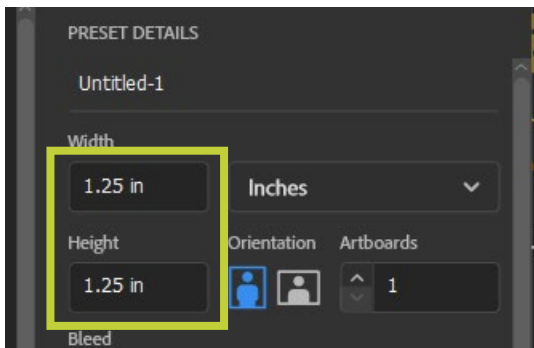 PRESET DETAILS
Untitled-1
Width
1.25 in Inches
Height Orientation Artboards
1.25 in 1
Bleed